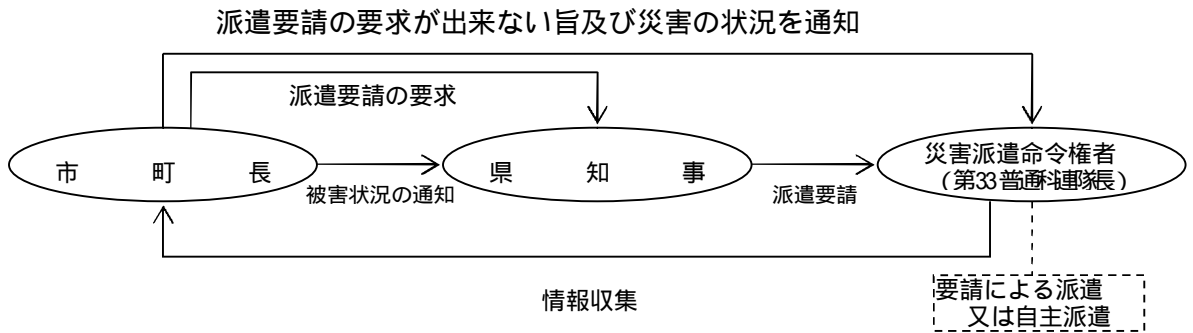 派遣要請の要求が出来ない旨及び災害の状況を通知
派遣要請の要求
市町長
県知事
災害派遣命令権者
(第33普通科連隊長)
被害状況の通知
派遣要請
情報収集
要請による派遣
又は自主派遣